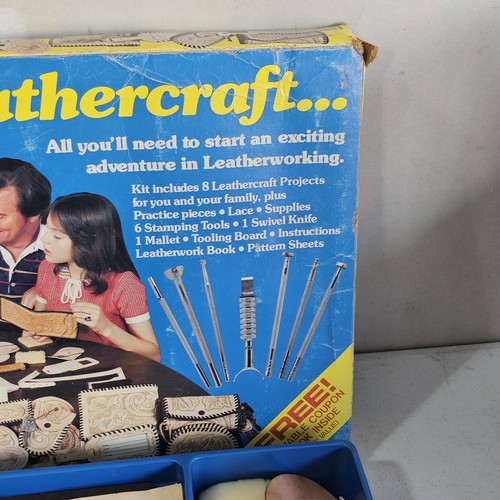 athercraft...
All you'll need to start an exciting
adventure in Leatherworking.
Kit includes 8 Leathercraft Projects
for you and your family, plus
Practice pieces • Lace • Supplies
6 Stamping Tools • 1 Swivel Knife
1 Mallet • Tooling Board • Instructions
Leatherwork Book • Pattern Sheets
FREE!
ABLE COUPON
K INSIDE
VALUE)